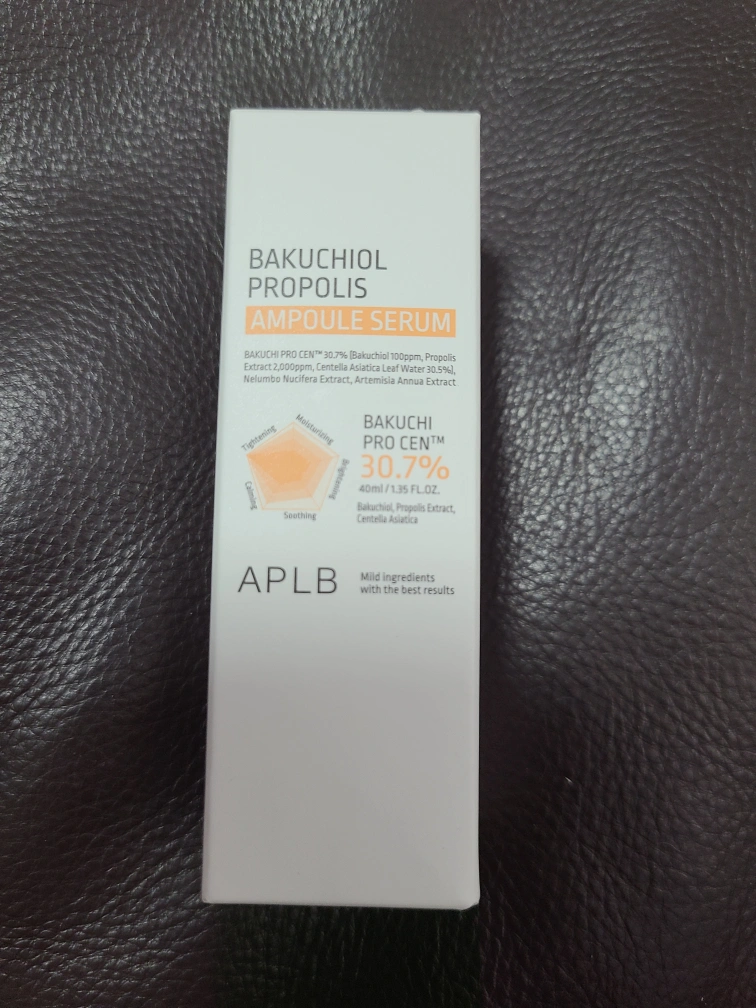 BAKUCHIOL
PROPOLIS
AMPOULE SERUM
BAKUCHI PRO CEN™ 30.7% (Bakuchiol 100ppm, Propolis
Extract 2,000ppm, Centella Asiatica Leaf Water 30.5%),
Nelumbo Nucifera Extract, Artemisia Annua Extract
Tightening
Moisturizing
Brightening
Calming
Soothing
BAKUCHI
PRO CEN™
30.7%
40ml / 1.35 FL.OZ.
Bakuchiol, Propolis Extract,
Centella Asiatica
APLB
Mild ingredients
with the best results